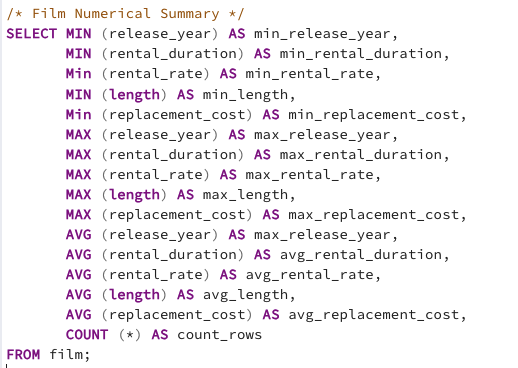 /* Film Numerical Summary */
SELECT MIN (release_year) AS min_release_year,
MIN (rental_duration) AS min_rental_duration,
Min (rental_rate) AS min_rental_rate,
MIN (length) AS min_length,
Min (replacement_cost) AS min_replacement_cost,
MAX (release_year) AS max_release_year,
MAX (rental_duration) AS max_rental_duration,
MAX (rental_rate) AS max_rental_rate,
MAX (length) AS max_length,
MAX (replacement_cost) AS max_replacement_cost,
AVG (release_year) AS max_release_year,
AVG (rental_duration) AS avg_rental_duration,
AVG (rental_rate) AS avg_rental_rate,
AVG (length) AS avg_length,
AVG (replacement_cost) AS avg_replacement_cost,
COUNT (*) AS count_rows
FROM film;